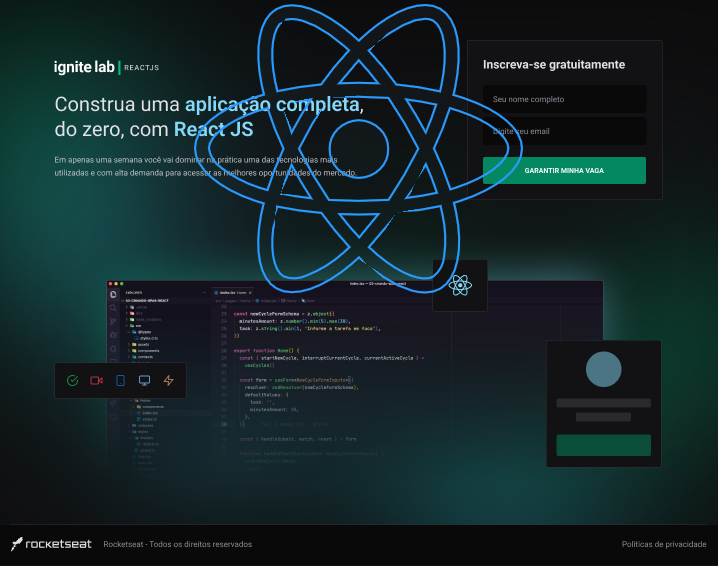 ignite lab | REACTJS
Construa uma aplicação completa,
do zero, com React JS
Em apenas uma semana você vai dominar na prática uma das tecnologias mais
utilizadas e com alta demanda para acessar as melhores oportunidades do mercado.
Inscreva-se gratuitamente
Seu nome completo
Digite seu email
GARANTIR MINHA VAGA
EXPLORER
index.tsx
const newCycleFormSchema = z.object({
minutesAmount: z.number().min(5).max(30),
task: z.string().min(1, "Informe a tarefa em foco"),
})
export function Home() {
const { startNewCycle, interruptCurrentCycle, currentActiveCycle } =
useCycles()
const form = useForm<NewCycleFormInputs>({
resolver: zodResolver(newCycleFormSchema),
defaultValues: {
task: '',
minutesAmount: 25,
},
})
const { handleSubmit, watch, reset } = form
rocketseat
Rocketseat - Todos os direitos reservados
Políticas de privacidade